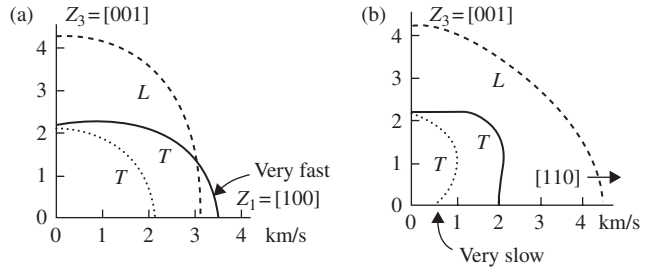 (a)
Z3 = [001]
4
3
2
1
0
L
T
T
Very fast
Z1 = [100]
0 1 2 3 4 km/s
(b)
Z3 = [001]
4
3
2
1
0
L
T
T
[110]
0 1 2 3 4 km/s
Very slow